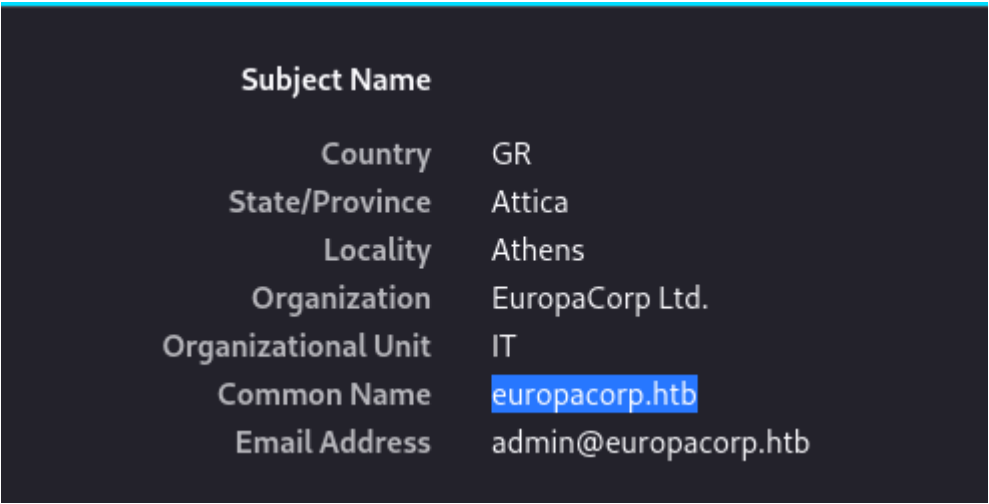 Subject Name
Country GR
State/Province Attica
Locality Athens
Organization EuropaCorp Ltd.
Organizational Unit IT
Common Name europacorp.htb
Email Address admin@europacorp.htb